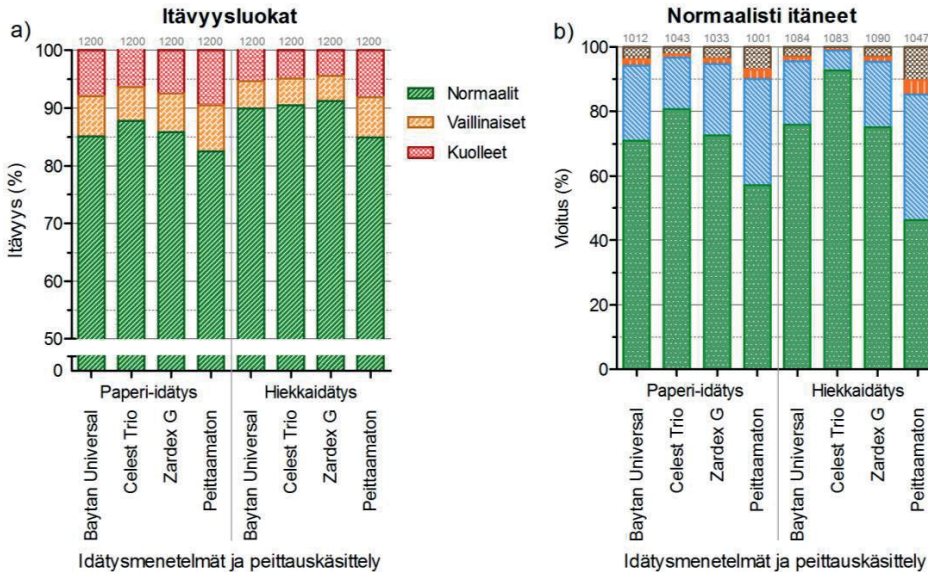 a)
Itävyysluokat
1200 1200 1200 1200 1200 1200 1200 1200
Itävyys (%)
100
90
80
70
60
50
0
Paperi-idätys
Hiekkaidätys
Baytan Universal
Celest Trio
Zardex G
Peittaamaton
Baytan Universal
Celest Trio
Zardex G
Peittaamaton
Idätysmenetelmät ja peittauskäsittely
Normaalit
Vaillinaiset
Kuolleet
b)
Normaalisti itäneet
1012 1043 1033 1001 1084 1083 1090 1047
Vioitus (%)
100
80
60
40
20
0
Paperi-idätys
Hiekkaidätys
Baytan Universal
Celest Trio
Zardex G
Peittaamaton
Baytan Universal
Celest Trio
Zardex G
Peittaamaton
Idätysmenetelmät ja peittauskäsittely